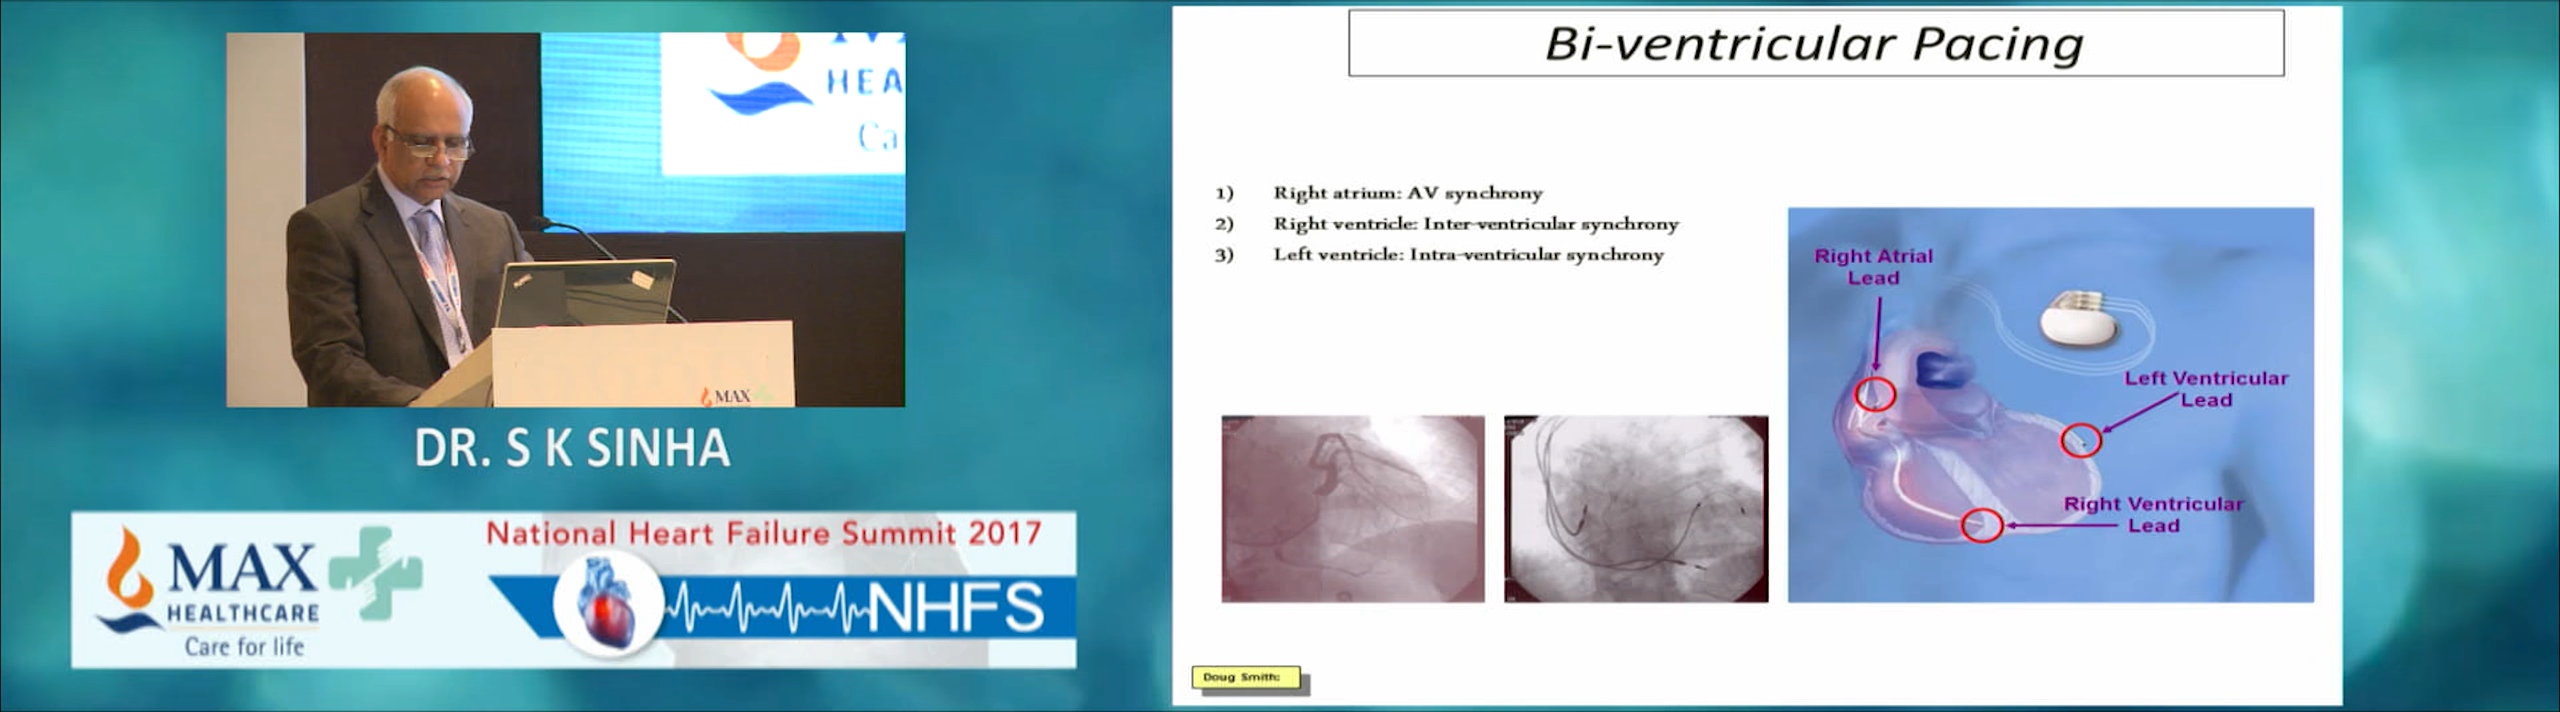 HEA
Ca
MAX
DR. S K SINHA
MAX
HEALTHCARE
Care for life
National Heart Failure Summit 2017
NHFS
Bi-ventricular Pacing
1) Right atrium: AV synchrony
2) Right ventricle: Inter-ventricular synchrony
3) Left ventricle: Intra-ventricular synchrony
Right Atrial
Lead
Left Ventricular
Lead
Right Ventricular
Lead
Doug Smith: